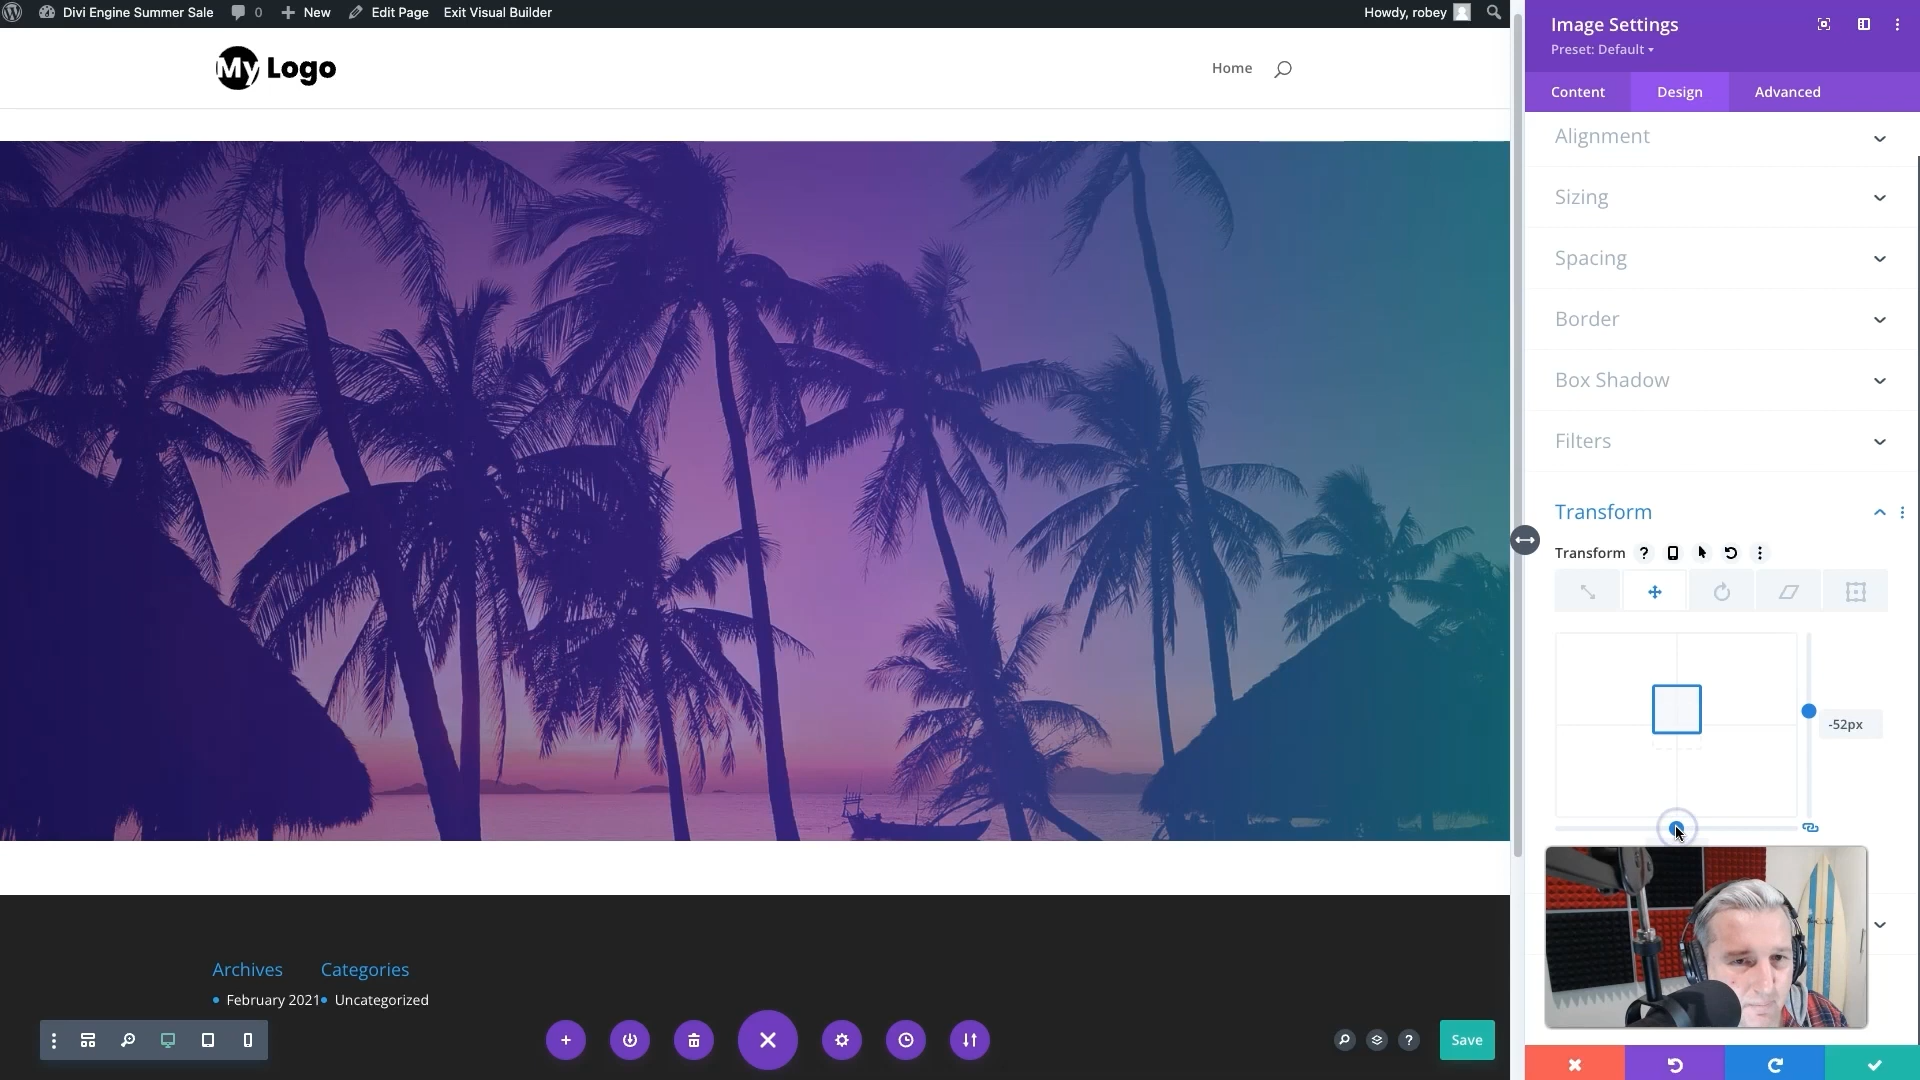 Divi Engine Summer Sale 0 New Edit Page Exit Visual Builder Howdy, robey
My Logo
Home
Image Settings
Preset: Default
Content Design Advanced
Alignment
Sizing
Spacing
Border
Box Shadow
Filters
Transform
Transform ?
-52px
Archives Categories
February 2021 Uncategorized
? Save